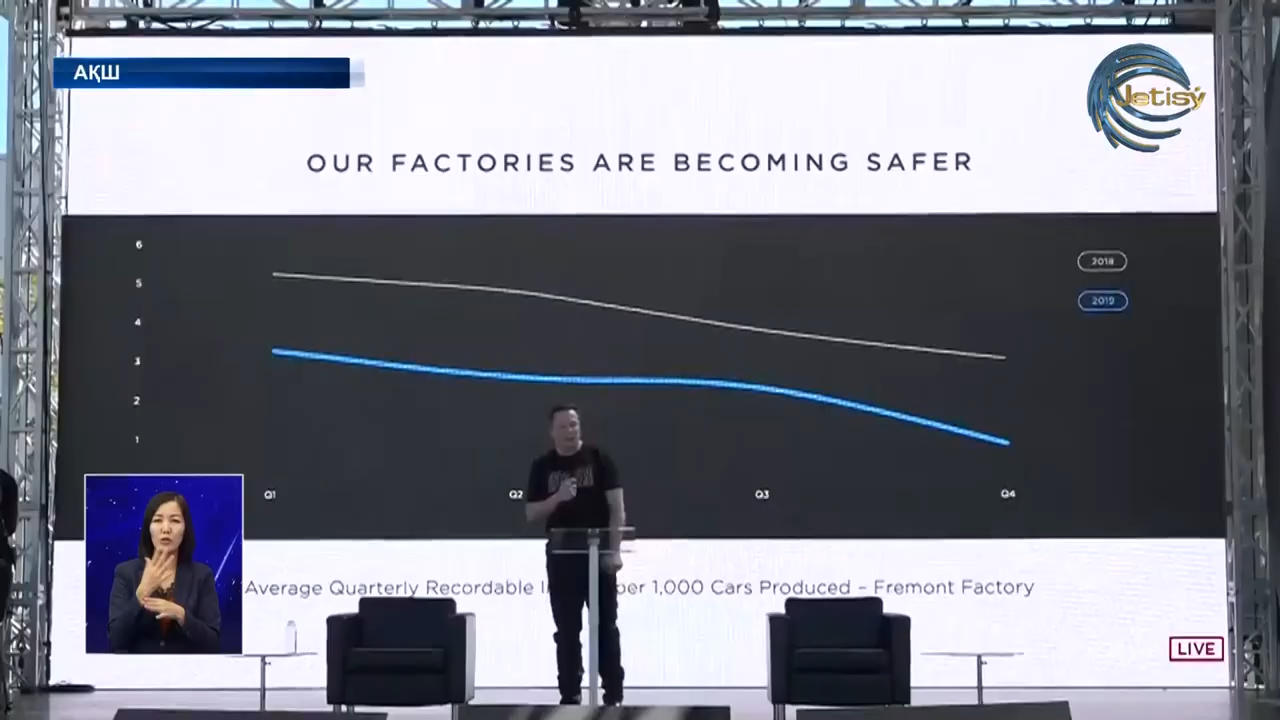 АҚШ
Jetisý
OUR FACTORIES ARE BECOMING SAFER
6
5
4
3
2
1
2018
2019
Q1
Q2
Q3
Q4
Average Quarterly Recordable per 1,000 Cars Produced – Fremont Factory
LIVE